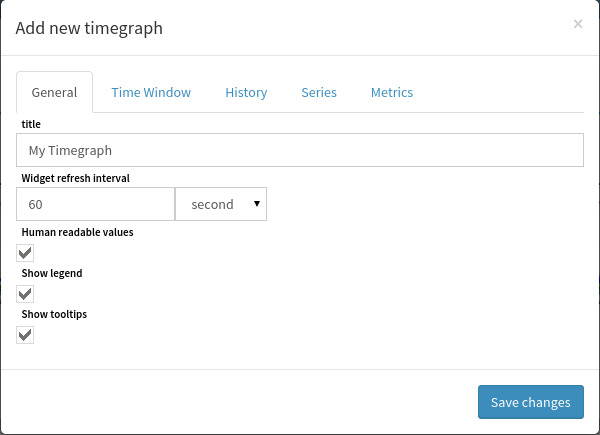 Add new timegraph ×
General Time Window History Series Metrics
title
My Timegraph
Widget refresh interval
60 second
Human readable values
Show legend
Show tooltips
Save changes